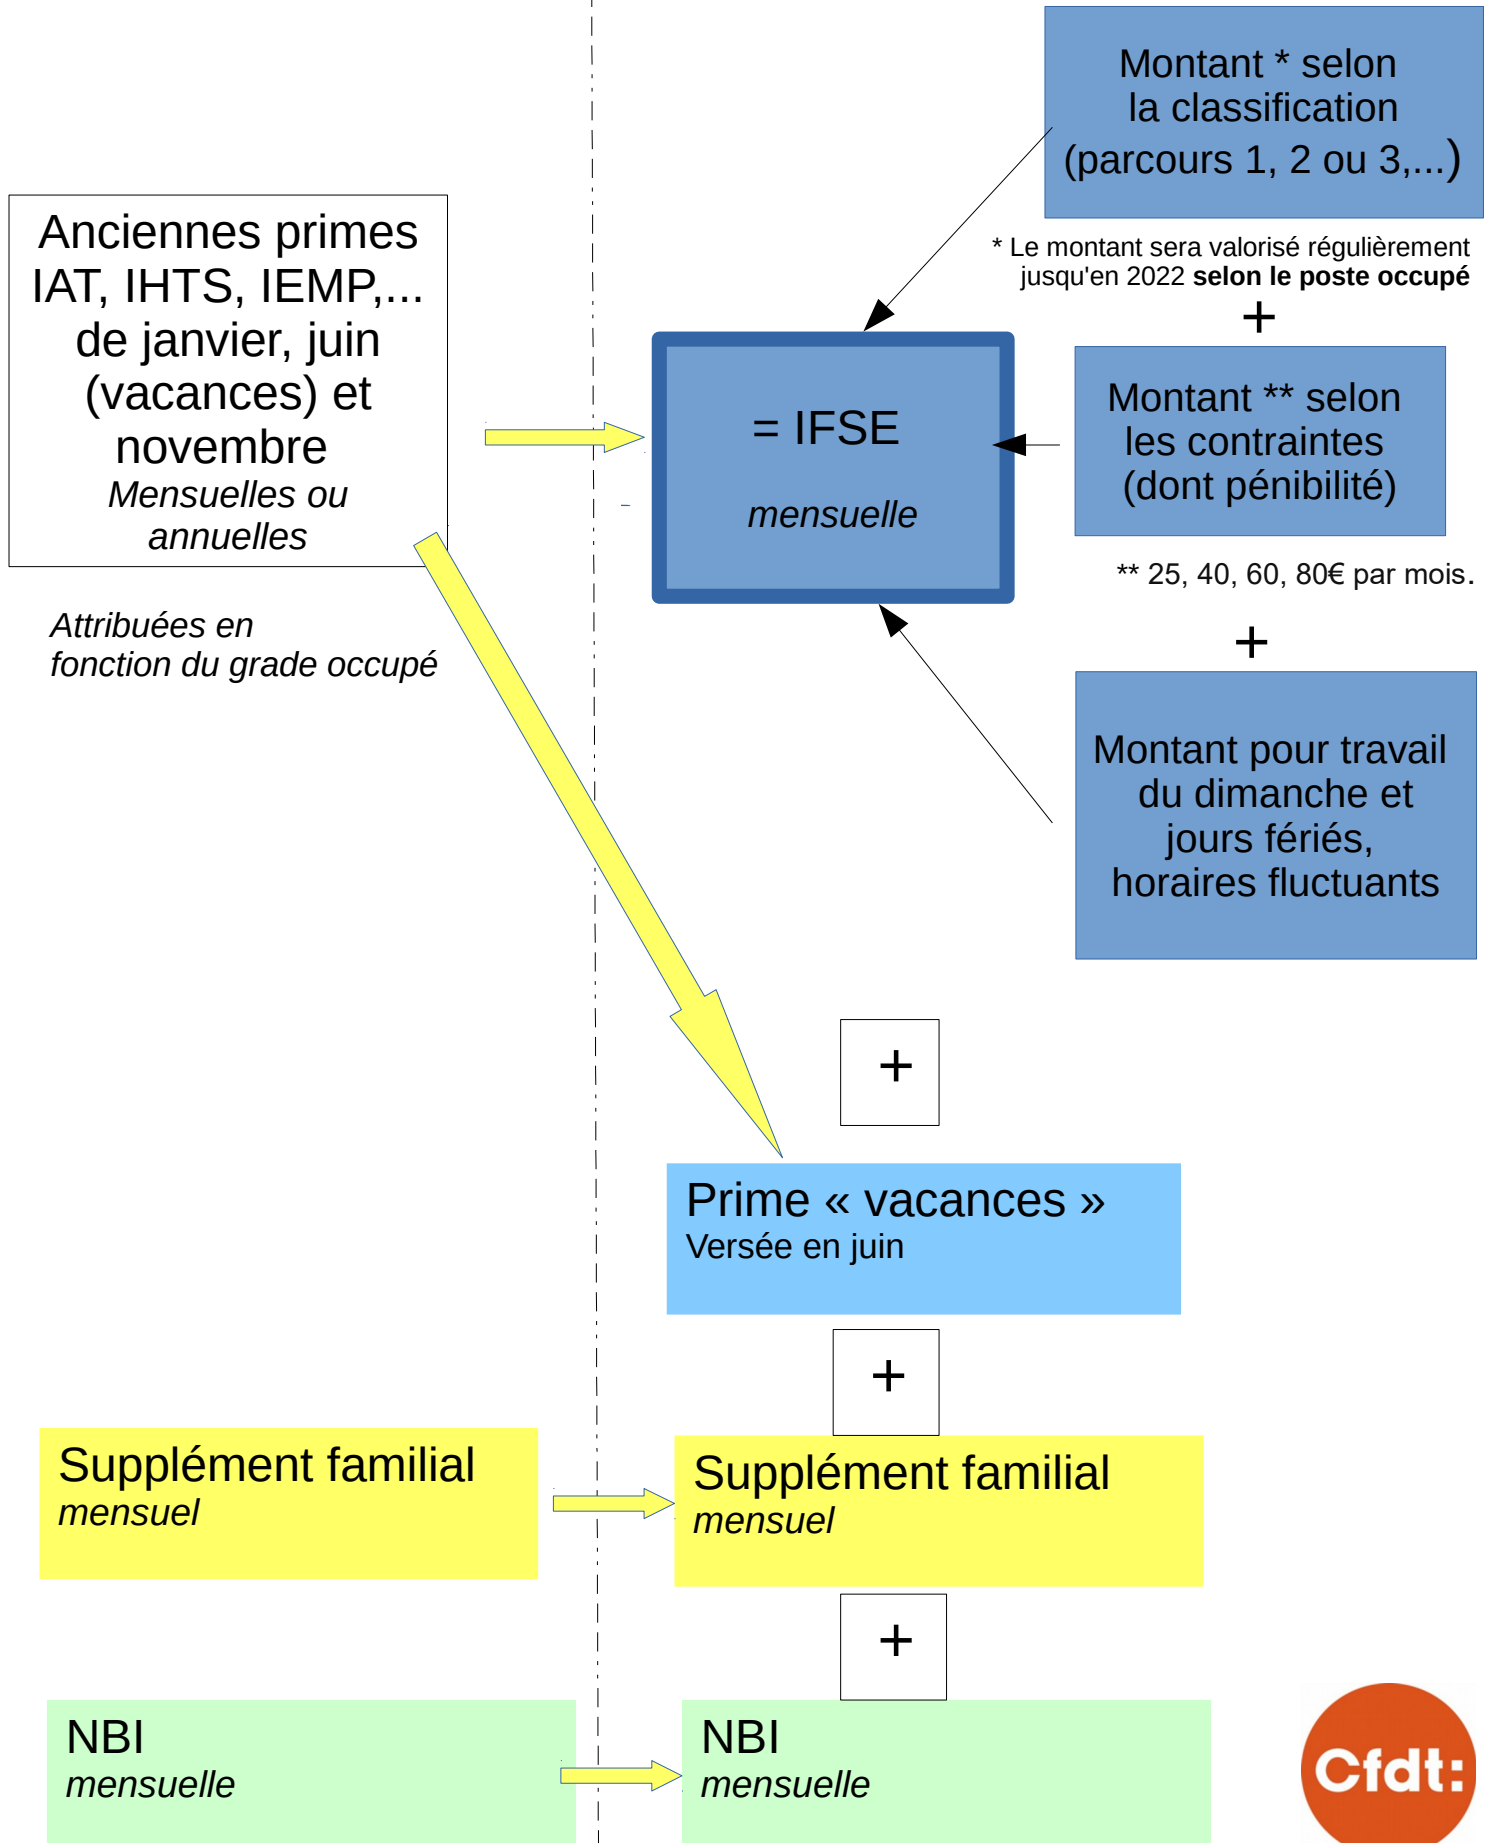 Montant * selon
la classification
(parcours 1, 2 ou 3,...)
* Le montant sera valorisé régulièrement
jusqu'en 2022 selon le poste occupé
+
Anciennes primes
IAT, IHTS, IEMP,...
de janvier, juin
(vacances) et
novembre
Mensuelles ou
annuelles
Attribuées en
fonction du grade occupé
= IFSE
mensuelle
Montant ** selon
les contraintes
(dont pénibilité)
** 25, 40, 60, 80€ par mois.
+
Montant pour travail
du dimanche et
jours fériés,
horaires fluctuants
+
Prime « vacances »
Versée en juin
+
Supplément familial
mensuel
Supplément familial
mensuel
+
NBI
mensuelle
NBI
mensuelle
Cfdt: